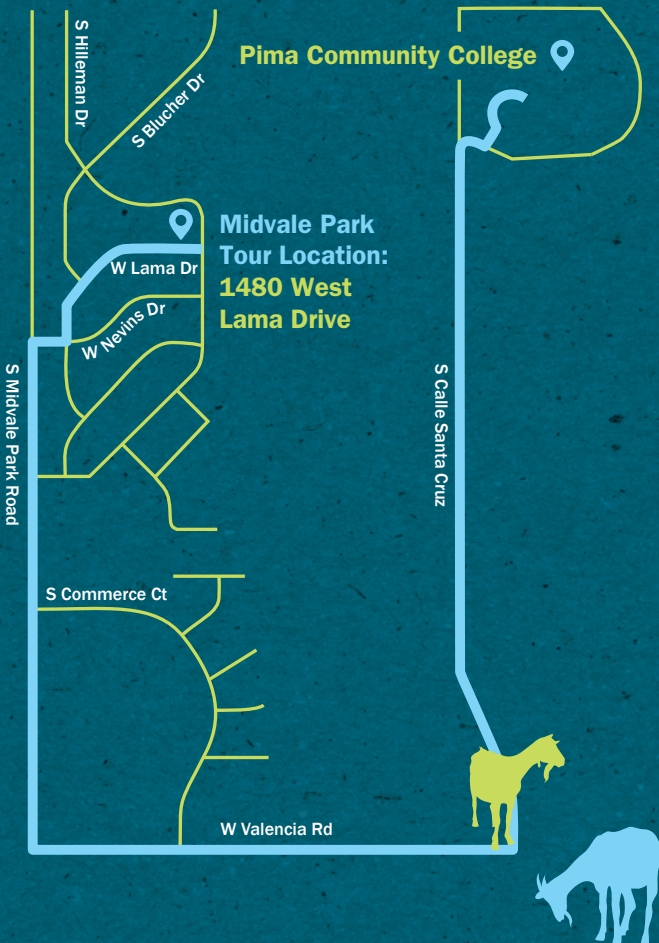 S Hilleman Dr
S Blucher Dr
Pima Community College
Midvale Park
Tour Location:
1480 West
Lama Drive
W Lama Dr
W Nevins Dr
S Midvale Park Road
S Calle Santa Cruz
S Commerce Ct
W Valencia Rd